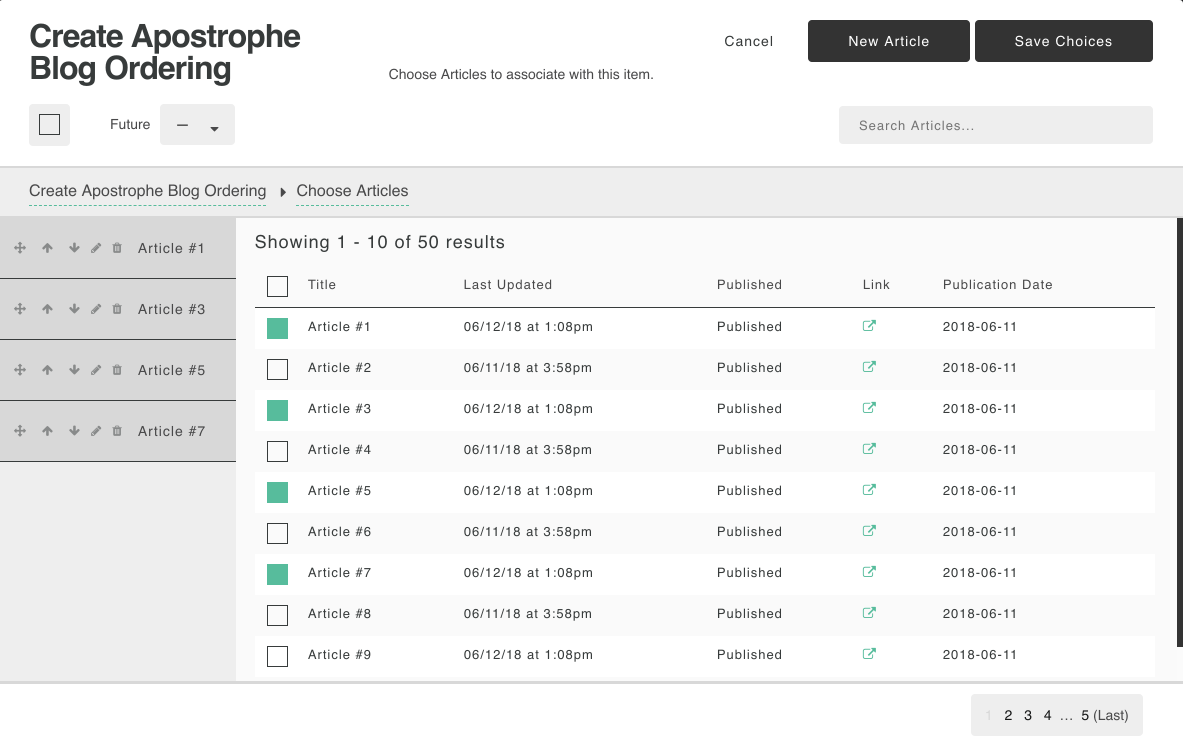 Create Apostrophe
Blog Ordering
Choose Articles to associate with this item.
Cancel
New Article
Save Choices
Future
—
Search Articles...
Create Apostrophe Blog Ordering
Choose Articles
Article #1
Article #3
Article #5
Article #7
Showing 1 - 10 of 50 results
Title Last Updated Published Link Publication Date
Article #1 06/12/18 at 1:08pm Published 2018-06-11
Article #2 06/11/18 at 3:58pm Published 2018-06-11
Article #3 06/12/18 at 1:08pm Published 2018-06-11
Article #4 06/11/18 at 3:58pm Published 2018-06-11
Article #5 06/12/18 at 1:08pm Published 2018-06-11
Article #6 06/11/18 at 3:58pm Published 2018-06-11
Article #7 06/12/18 at 1:08pm Published 2018-06-11
Article #8 06/11/18 at 3:58pm Published 2018-06-11
Article #9 06/12/18 at 1:08pm Published 2018-06-11
1 2 3 4 ... 5 (Last)